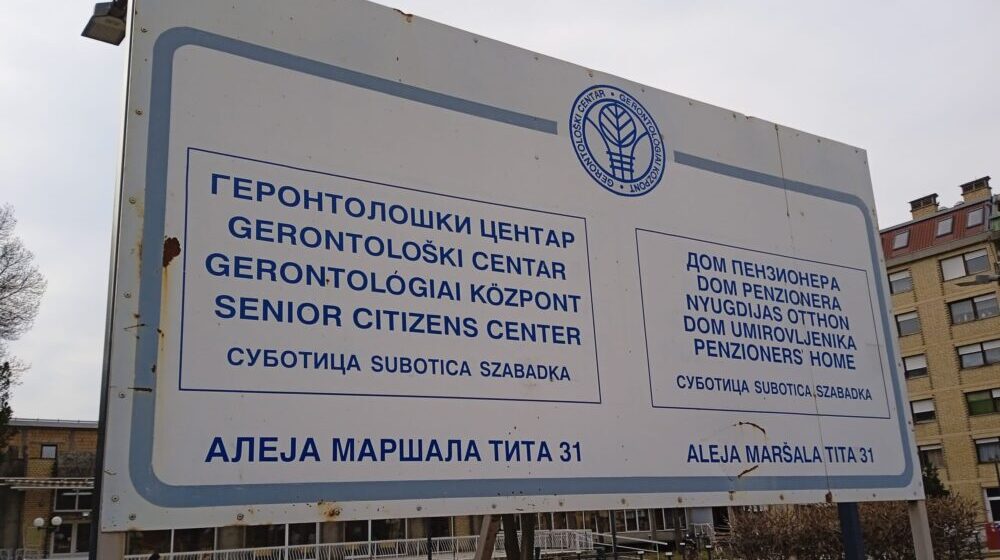 GERONTOLOŠKI CENTAR • GERONTOLÓGIAI KÖZPONT •
ГЕРОНТОЛОШКИ ЦЕНТАР
GERONTOLOŠKI CENTAR
GERONTOLÓGIAI KÖZPONT
SENIOR CITIZENS CENTER
СУБОТИЦА SUBOTICA SZABADKA
АЛЕЈА МАРШАЛА ТИТА 31
ДОМ ПЕНЗИОНЕРА
DOM PENZIONERA
NYUGDIJAS OTTHON
DOM UMIROVLJENIKA
PENZIONERS' HOME
СУБОТИЦА SUBOTICA SZABADKA
ALEJA MARŠALA TITA 31